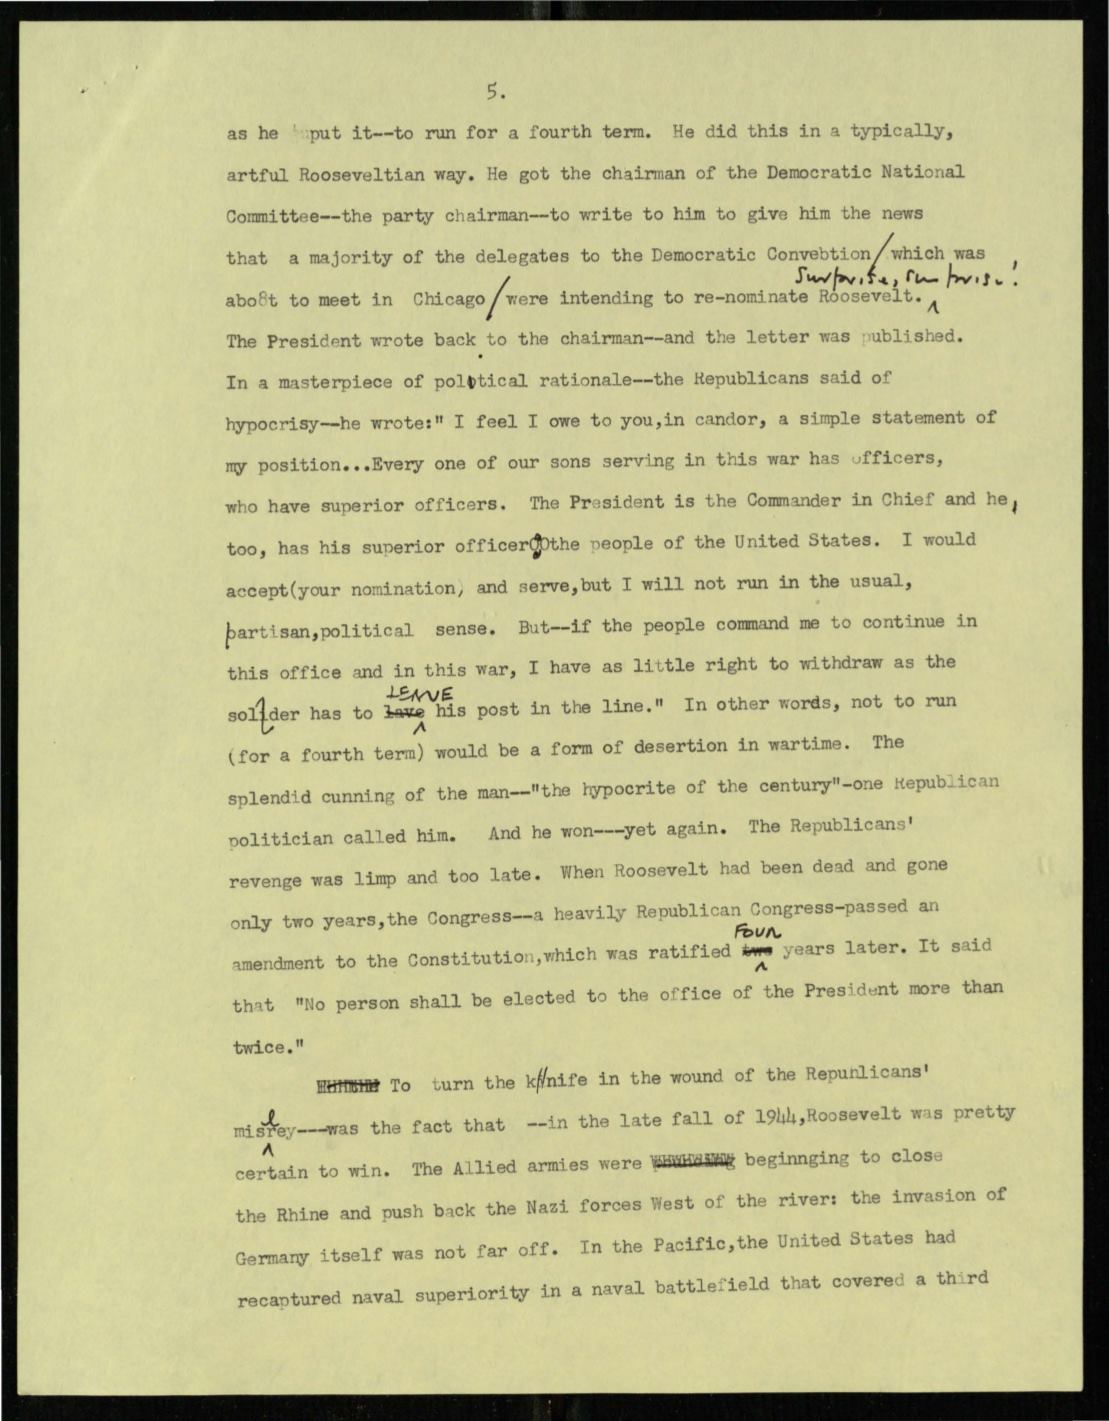 5.
as he put it--to run for a fourth term. He did this in a typically,
artful Rooseveltian way. He got the chairman of the Democratic National
Committee--the party chairman--to write to him to give him the news
that a majority of the delegates to the Democratic Convebtion/which was
Surprise, surprise!
abo8t to meet in Chicago/were intending to re-nominate Roosevelt.
The President wrote back to the chairman--and the letter was published.
In a masterpiece of political rationale--the Republicans said of
hypocrisy--he wrote:" I feel I owe to you,in candor, a simple statement of
my position...Every one of our sons serving in this war has officers,
who have superior officers. The President is the Commander in Chief and he,
too, has his superior officer the people of the United States. I would
accept(your nomination) and serve,but I will not run in the usual,
partisan,political sense. But--if the people command me to continue in
this office and in this war, I have as little right to withdraw as the
LEAVE
solider has to lave his post in the line." In other words, not to run
(for a fourth term) would be a form of desertion in wartime. The
splendid cunning of the man--"the hypocrite of the century"-one Republican
politician called him. And he won---yet again. The Republicans'
revenge was limp and too late. When Roosevelt had been dead and gone
only two years,the Congress--a heavily Republican Congress-passed an
FOUR
amendment to the Constitution,which was ratified two years later. It said
that "No person shall be elected to the office of the President more than
twice."
To turn the k/nife in the wound of the Repuhlicans'
misrey---was the fact that --in the late fall of 1944,Roosevelt was pretty
certain to win. The Allied armies were beginnging to close
the Rhine and push back the Nazi forces West of the river: the invasion of
Germany itself was not far off. In the Pacific,the United States had
recaptured naval superiority in a naval battlefield that covered a third